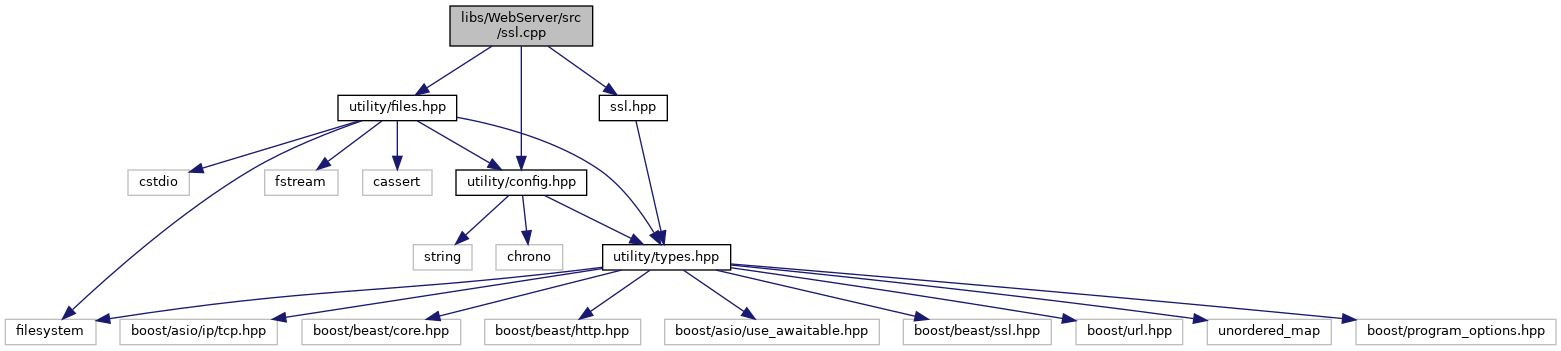 libs/WebServer/src
/ssl.cpp
utility/files.hpp
ssl.hpp
cstdio
fstream
cassert
utility/config.hpp
string
chrono
utility/types.hpp
filesystem
boost/asio/ip/tcp.hpp
boost/beast/core.hpp
boost/beast/http.hpp
boost/asio/use_awaitable.hpp
boost/beast/ssl.hpp
boost/url.hpp
unordered_map
boost/program_options.hpp